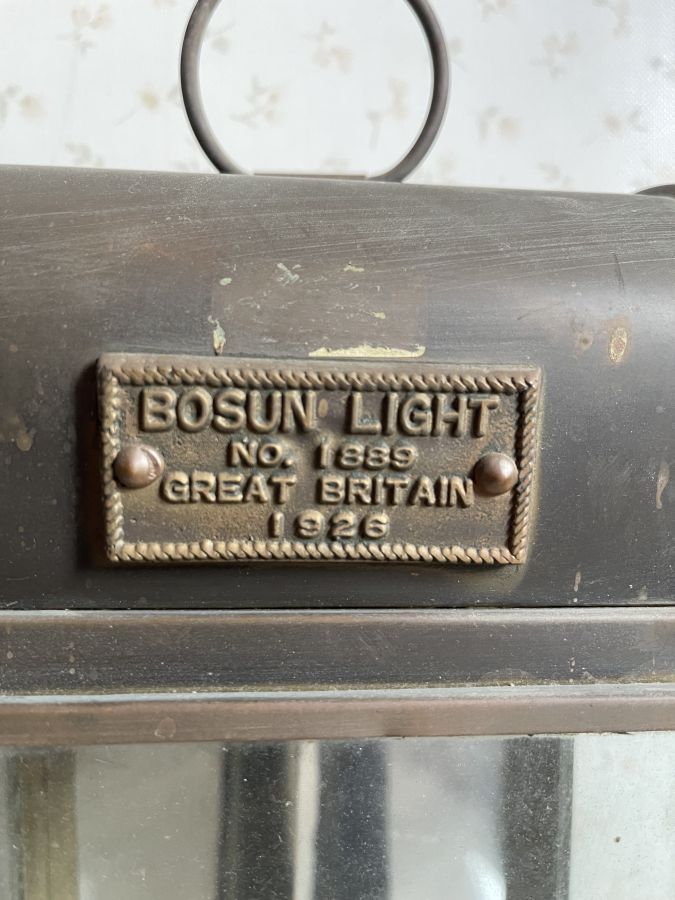 BOSUN LIGHT
NO. 1889
GREAT BRITAIN
1926